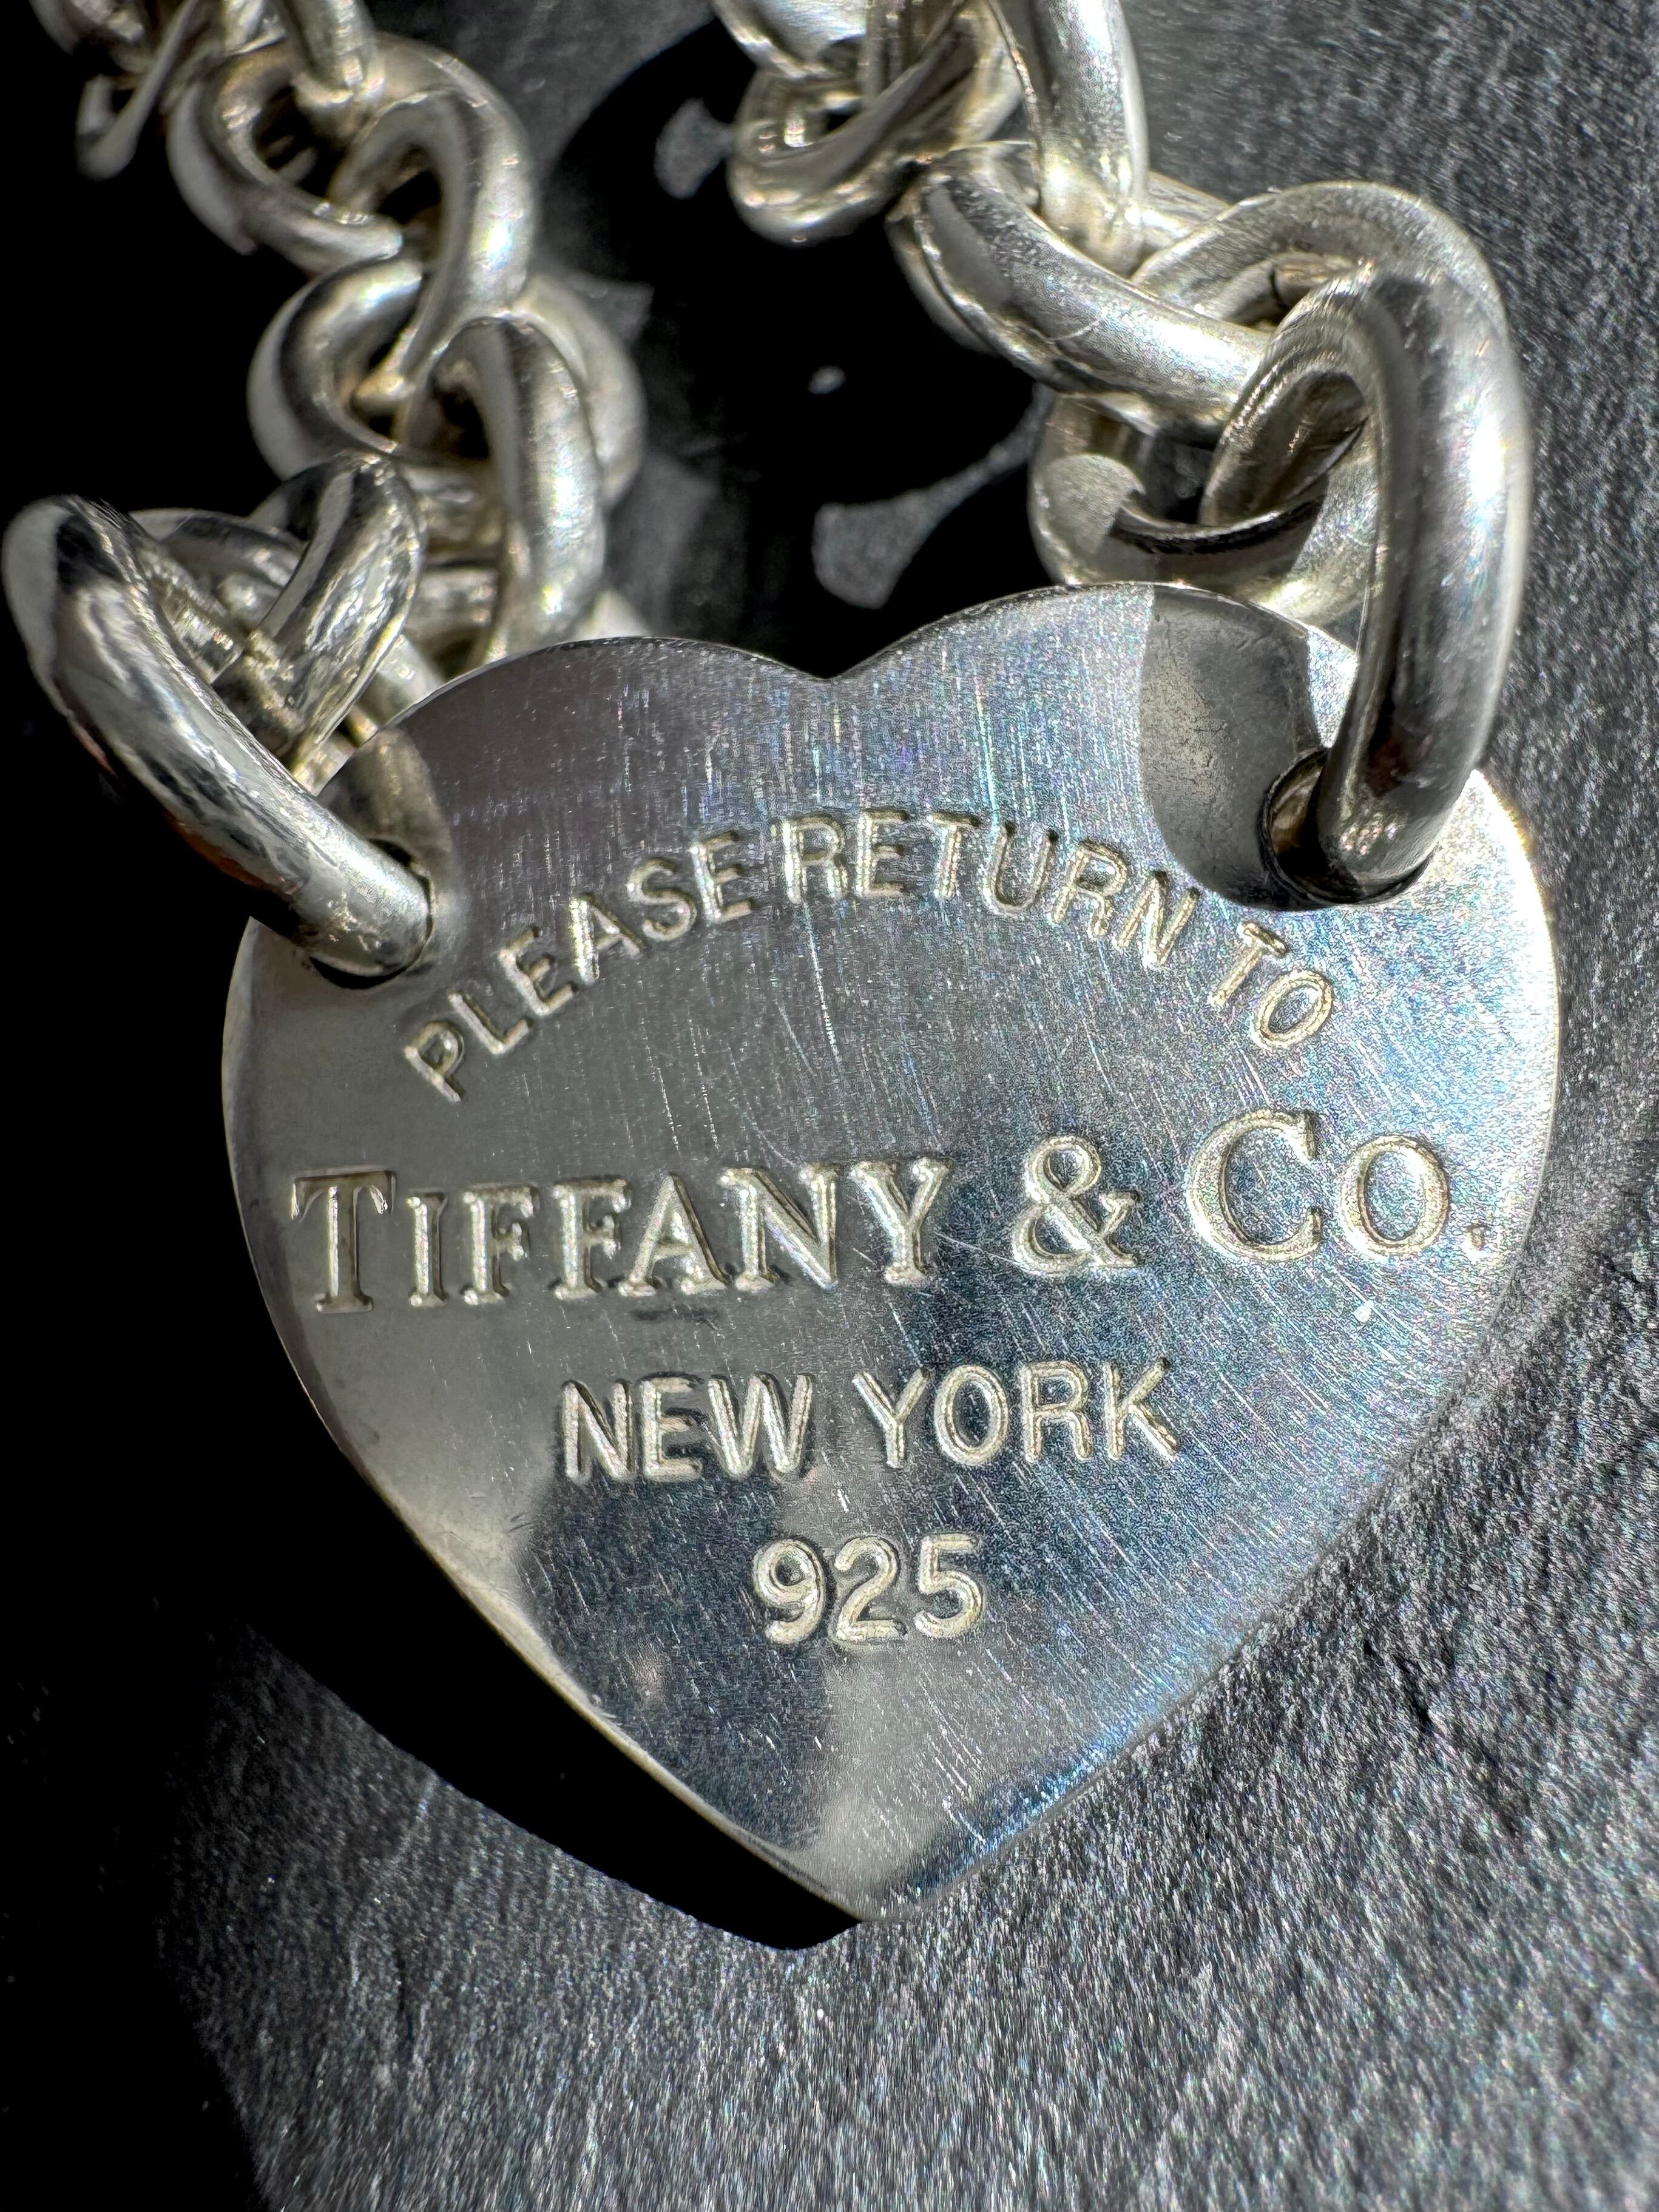 PLEASE RETURN TO
TIFFANY & CO.
NEW YORK
925